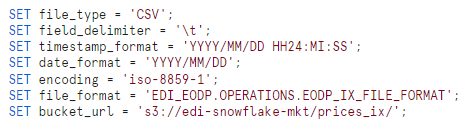 SET file_type = 'CSV';
SET field_delimiter = '\t';
SET timestamp_format = 'YYYY/MM/DD HH24:MI:SS';
SET date_format = 'YYYY/MM/DD';
SET encoding = 'iso-8859-1';
SET file_format = 'EDI_EODP.OPERATIONS.EODP_IX_FILE_FORMAT';
SET bucket_url = 's3://edi-snowflake-mkt/prices_ix/';